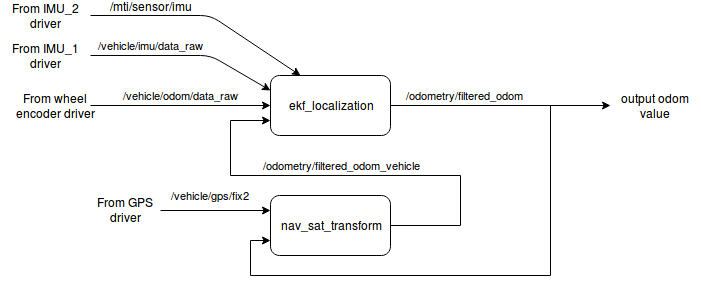 From IMU_2
driver
/mti/sensor/imu
From IMU_1
driver
/vehicle/imu/data_raw
From wheel
encoder driver
/vehicle/odom/data_raw
ekf_localization
/odometry/filtered_odom
output odom
value
/odometry/filtered_odom_vehicle
From GPS
driver
/vehicle/gps/fix2
nav_sat_transform